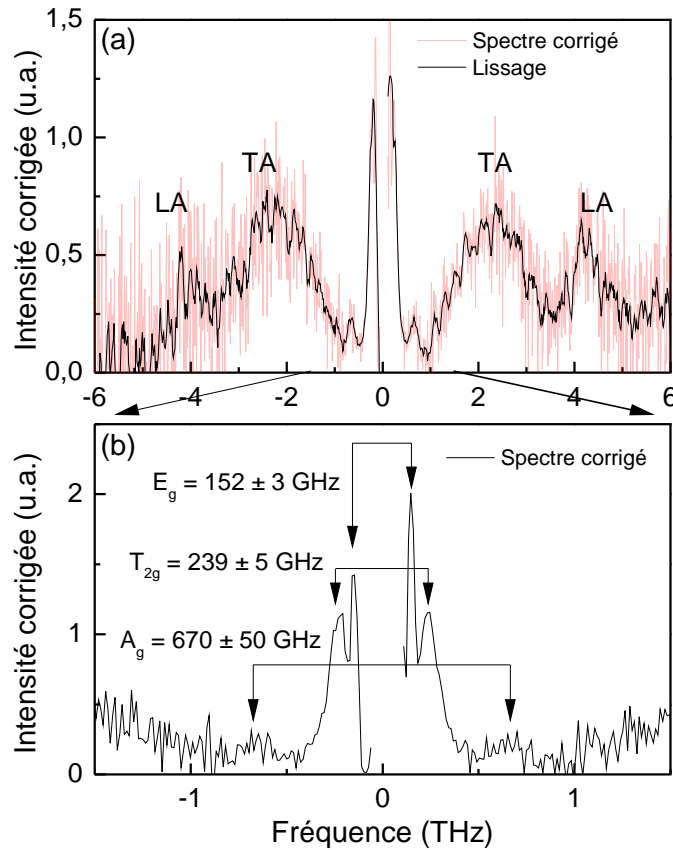 (a)
Spectre corrigé
Lissage
Intensité corrigée (u.a.)
1,5
1,0
0,5
0,0
LA
TA
TA
LA
-6 -4 -2 0 2 4 6
(b)
Spectre corrigé
Intensité corrigée (u.a.)
2
1
0
E_g = 152 ± 3 GHz
T_2g = 239 ± 5 GHz
A_g = 670 ± 50 GHz
-1 0 1
Fréquence (THz)